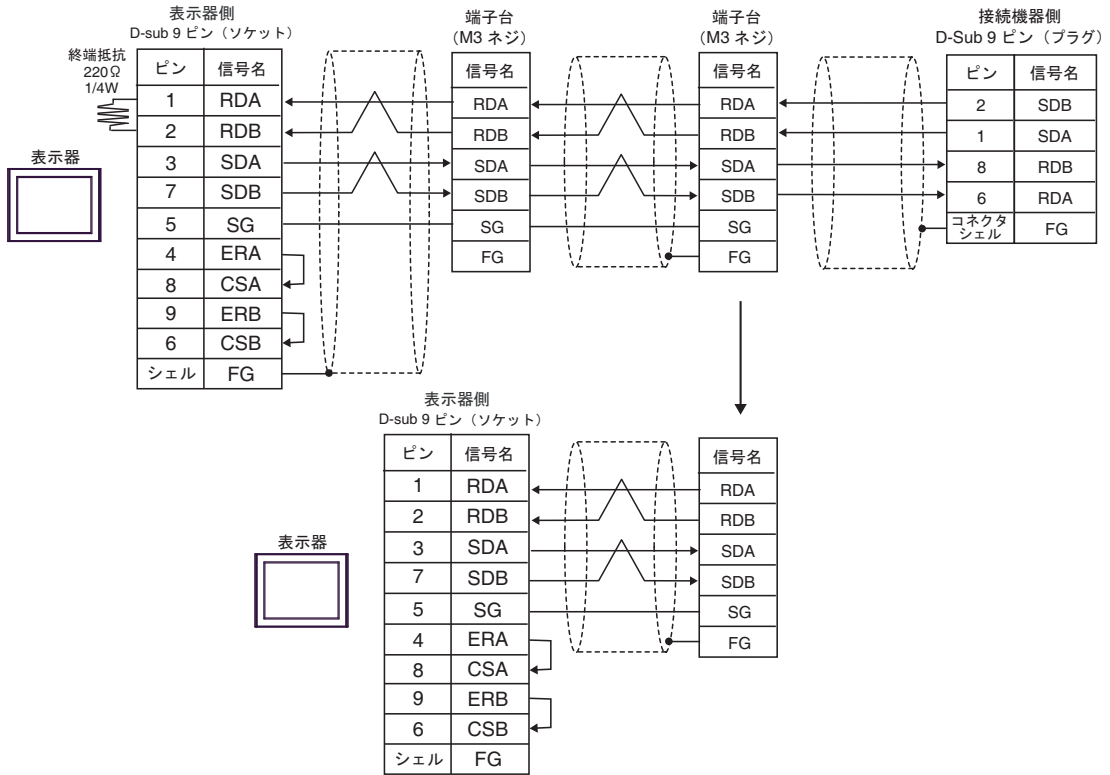 表示器側
D-sub 9 ピン（ソケット）
端子台
（M3 ネジ）
端子台
（M3 ネジ）
接続機器側
D-Sub 9 ピン（プラグ）
終端抵抗
220Ω
1/4W
表示器
ピン 信号名
1 RDA
2 RDB
3 SDA
7 SDB
5 SG
4 ERA
8 CSA
9 ERB
6 CSB
シェル FG
信号名
RDA
RDB
SDA
SDB
SG
FG
信号名
RDA
RDB
SDA
SDB
SG
FG
ピン 信号名
2 SDB
1 SDA
8 RDB
6 RDA
コネクタ
シェル FG
表示器側
D-sub 9 ピン（ソケット）
表示器
ピン 信号名
1 RDA
2 RDB
3 SDA
7 SDB
5 SG
4 ERA
8 CSA
9 ERB
6 CSB
シェル FG
信号名
RDA
RDB
SDA
SDB
SG
FG